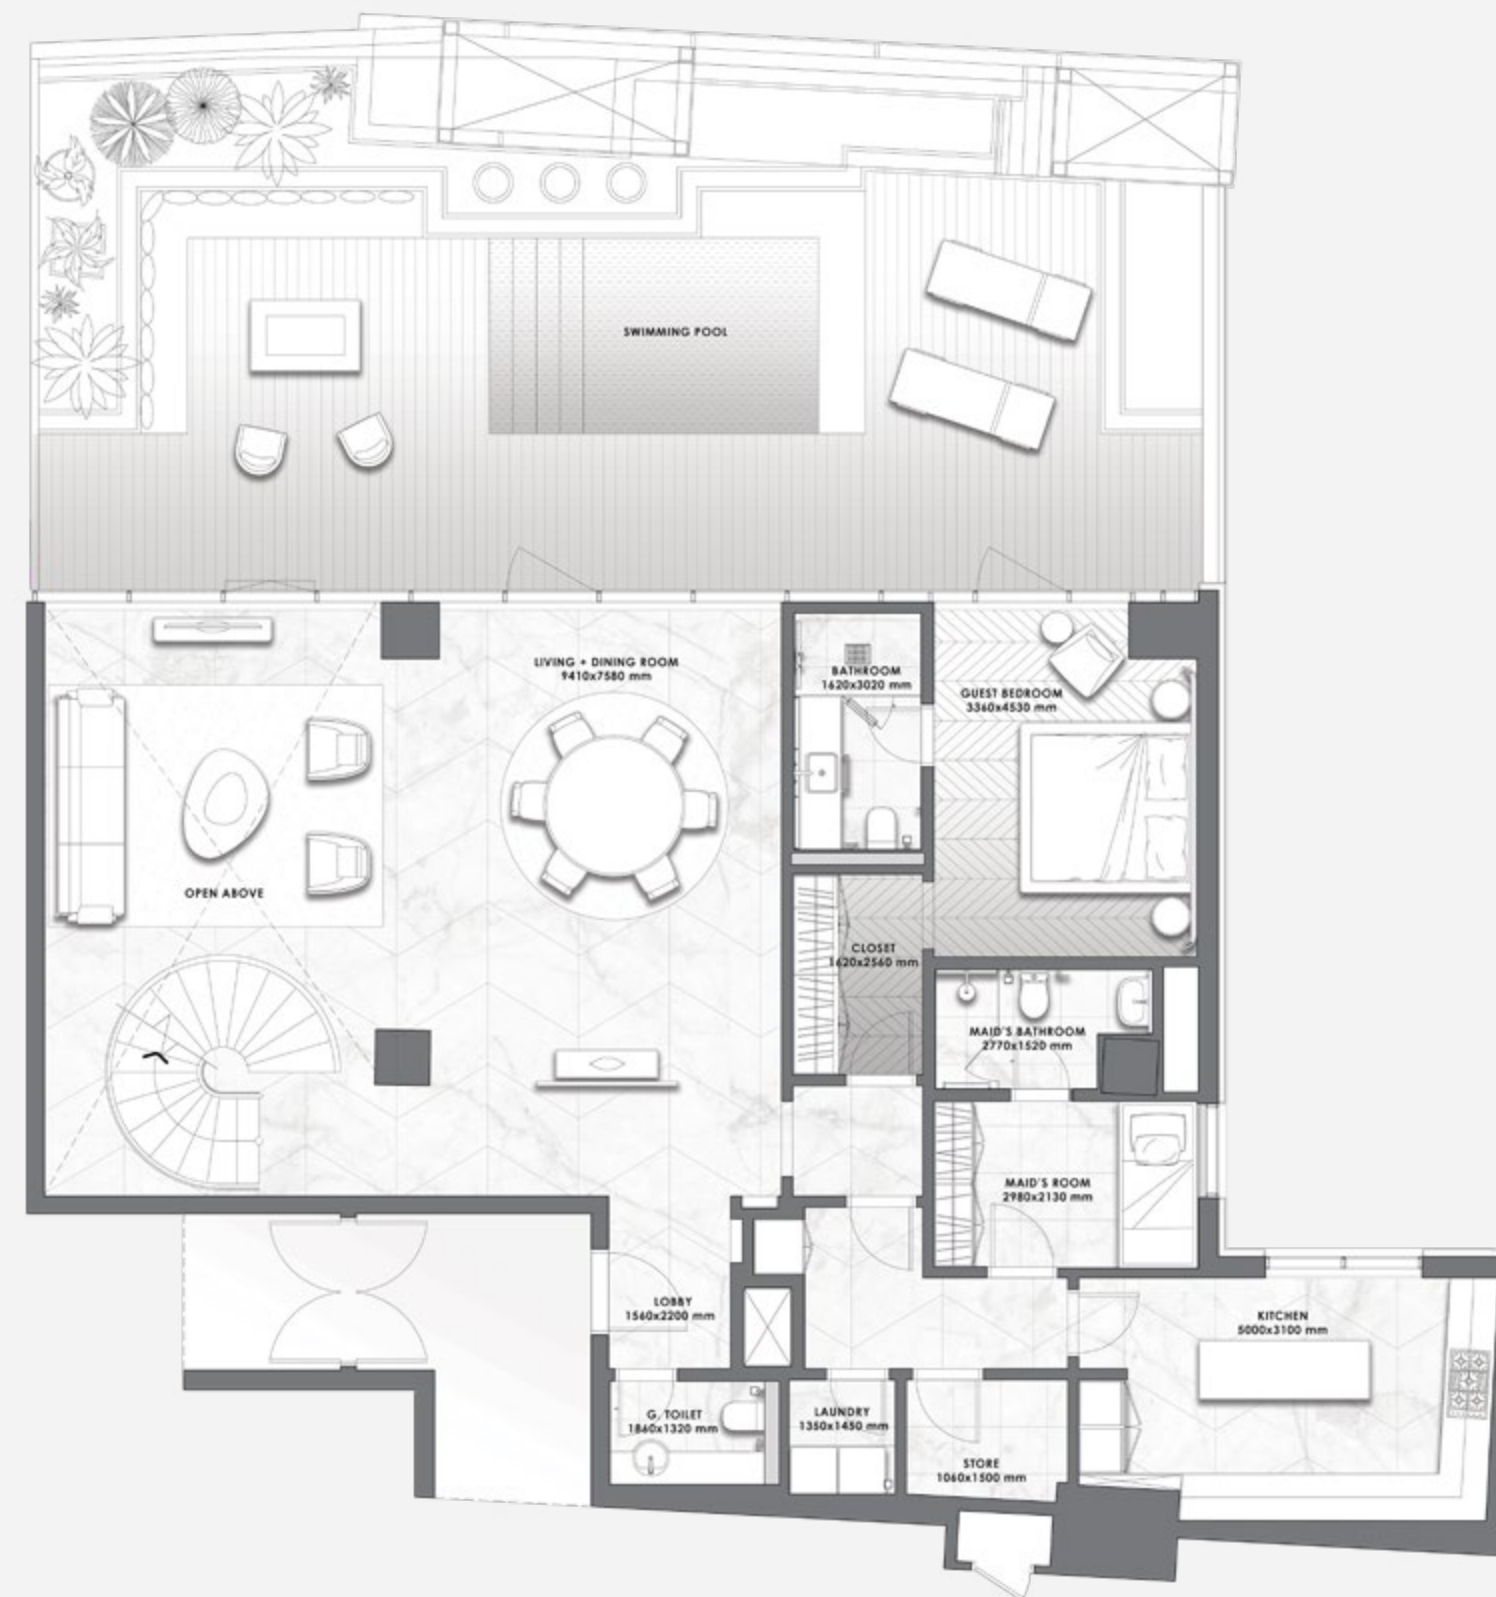 SWIMMING POOL
LIVING + DINING ROOM
9410x7580 mm
BATHROOM
1620x3020 mm
GUEST BEDROOM
3360x4530 mm
OPEN ABOVE
CLOSET
1620x2560 mm
MAID'S BATHROOM
2770x1520 mm
MAID'S ROOM
2980x2130 mm
LOBBY
1560x2200 mm
KITCHEN
5000x3100 mm
G. TOILET
1860x1320 mm
LAUNDRY
1350x1450 mm
STORE
1060x1500 mm